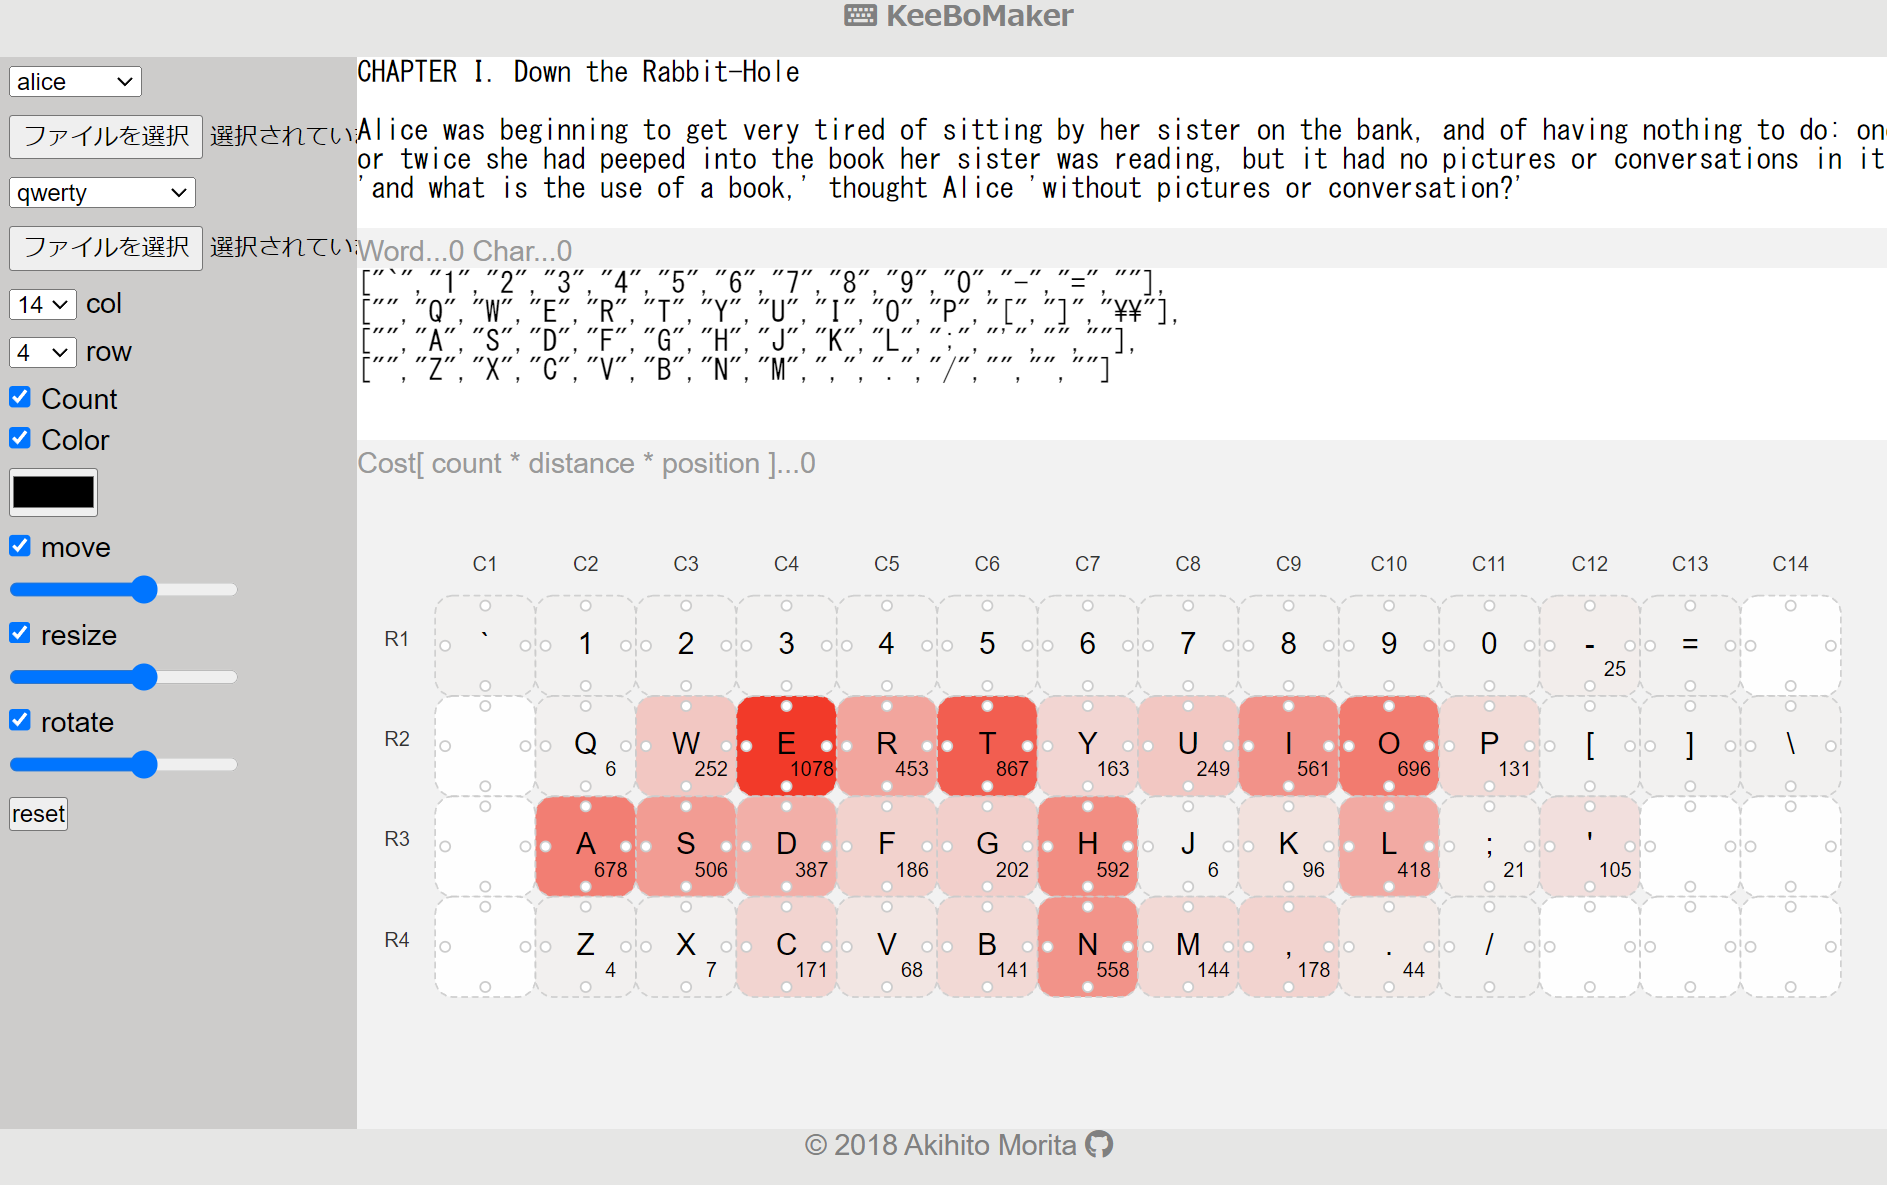 KeeBoMaker
alice
ファイルを選択 選択されてい
qwerty
ファイルを選択 選択されてい
14 col
4 row
Count
Color
move
resize
rotate
reset
CHAPTER I. Down the Rabbit-Hole
Alice was beginning to get very tired of sitting by her sister on the bank, and of having nothing to do: on
or twice she had peeped into the book her sister was reading, but it had no pictures or conversations in it
'and what is the use of a book,' thought Alice 'without pictures or conversation?'
Word...0 Char...0
["`","1","2","3","4","5","6","7","8","9","0","-","=",""],
["","Q","W","E","R","T","Y","U","I","O","P","[","]","¥¥"],
["","A","S","D","F","G","H","J","K","L",";","'","",""],
["","Z","X","C","V","B","N","M",",",".","/","","",""]
Cost[ count * distance * position ]...0
C1 C2 C3 C4 C5 C6 C7 C8 C9 C10 C11 C12 C13 C14
R1 ` 1 2 3 4 5 6 7 8 9 0 - =
25
R2 Q W E R T Y U I O P [ ] \
6 252 1078 453 867 163 249 561 696 131
R3 A S D F G H J K L ; '
678 506 387 186 202 592 6 96 418 21 105
R4 Z X C V B N M , . /
4 7 171 68 141 558 144 178 44
© 2018 Akihito Morita